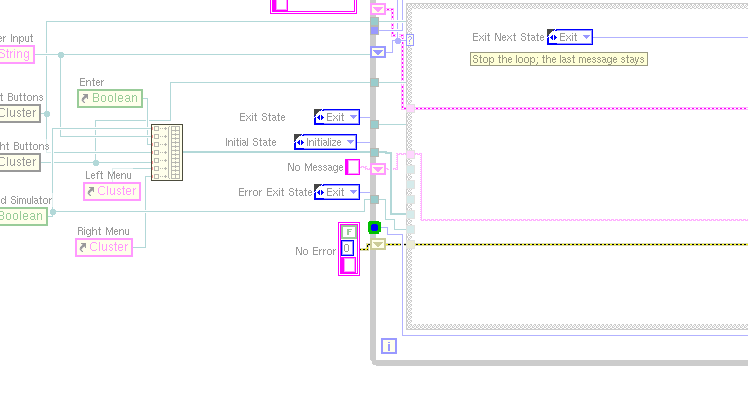 Exit Next State Exit
er Input
String
?
Stop the loop; the last message stays
Enter
Boolean
t Buttons
Cluster
Exit State Exit
Initial State Initialize
ht Buttons
Cluster
No Message
Left Menu
Cluster
Error Exit State Exit
d Simulator
Boolean
Right Menu
Cluster
F
No Error 0
i